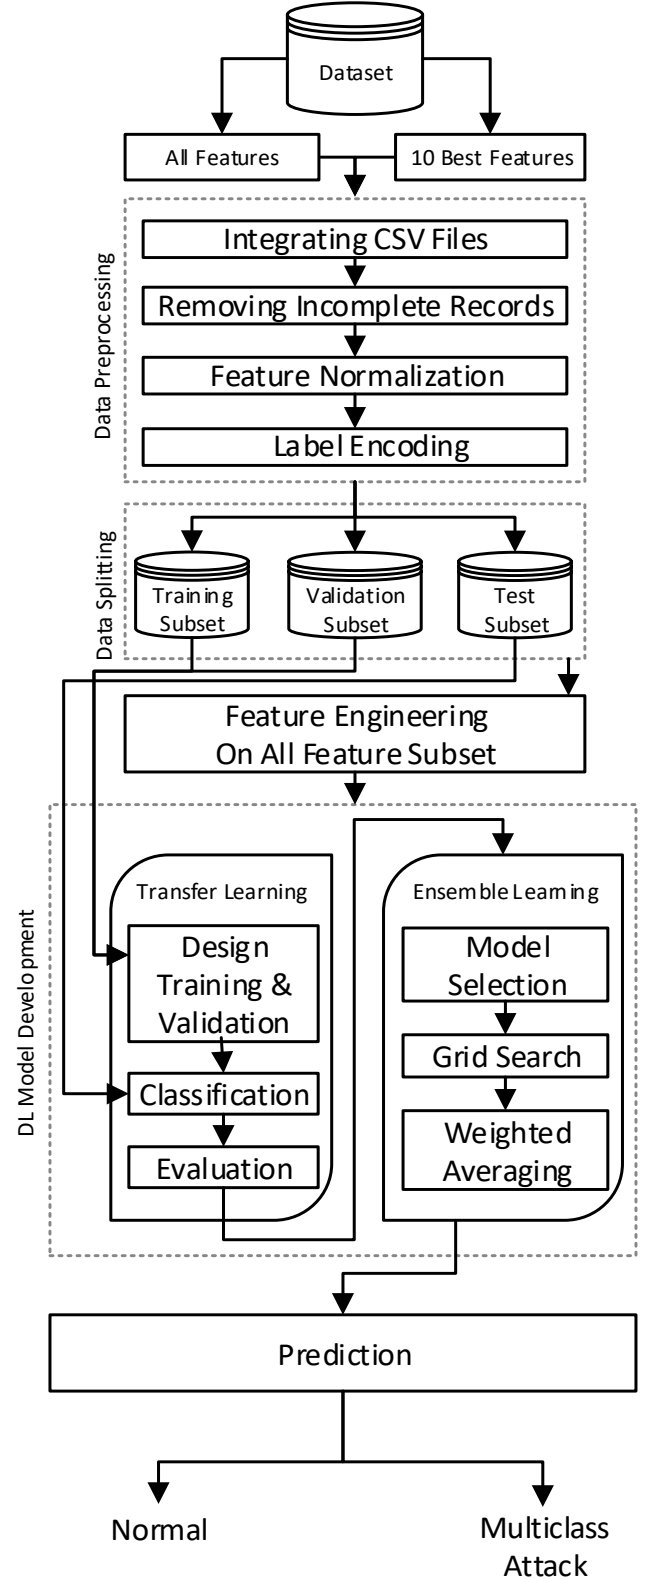 Dataset
All Features
10 Best Features
Data Preprocessing
Integrating CSV Files
Removing Incomplete Records
Feature Normalization
Label Encoding
Data Splitting
Training
Subset
Validation
Subset
Test
Subset
Feature Engineering
On All Feature Subset
DL Model Development
Transfer Learning
Design
Training &
Validation
Classification
Evaluation
Ensemble Learning
Model
Selection
Grid Search
Weighted
Averaging
Prediction
Normal
Multiclass
Attack